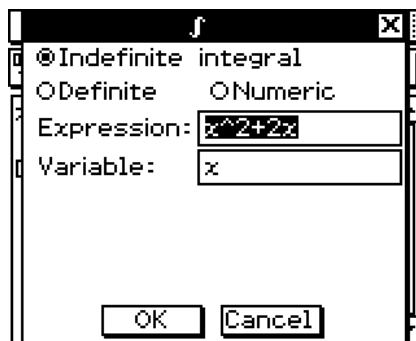 ∫
Indefinite integral
Definite Numeric
Expression: x^2+2x
Variable: x
OK Cancel